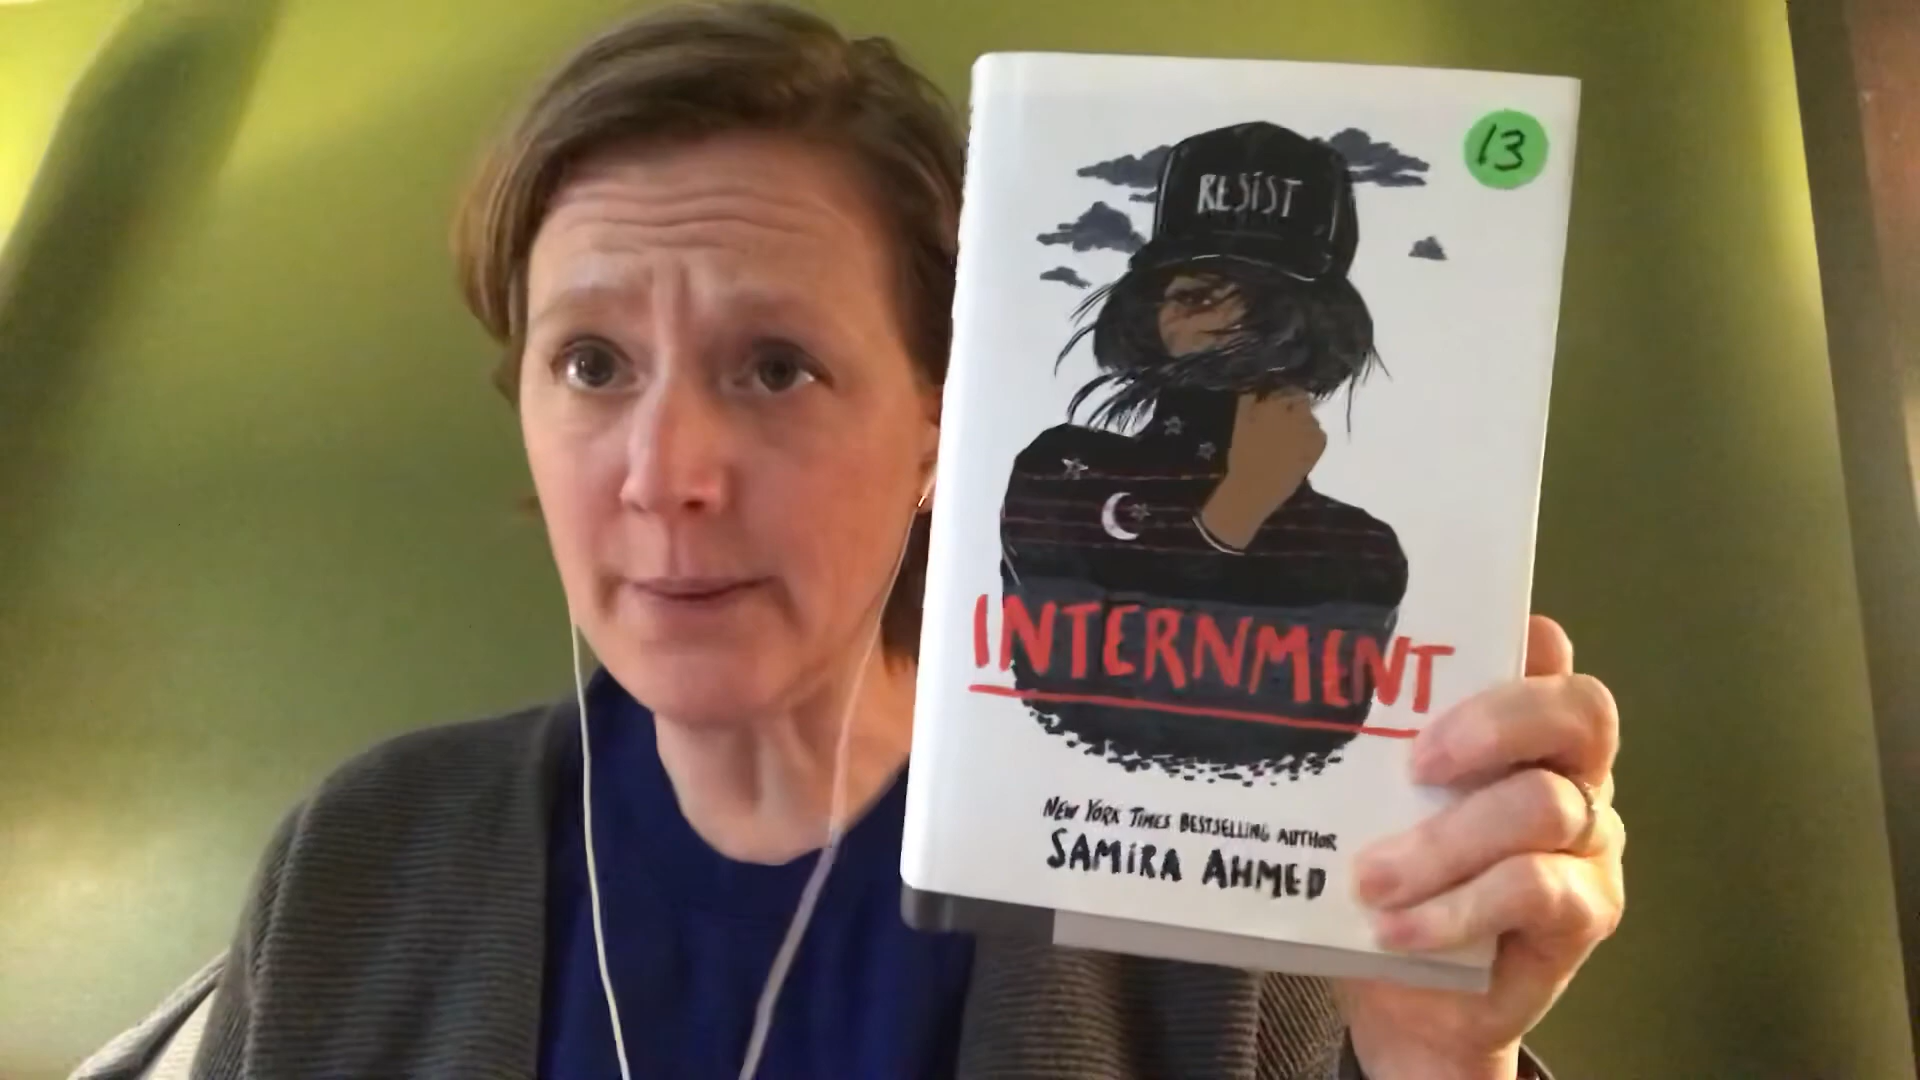 13
RESIST
INTERNMENT
NEW YORK TIMES BESTSELLING AUTHOR
SAMIRA AHMED